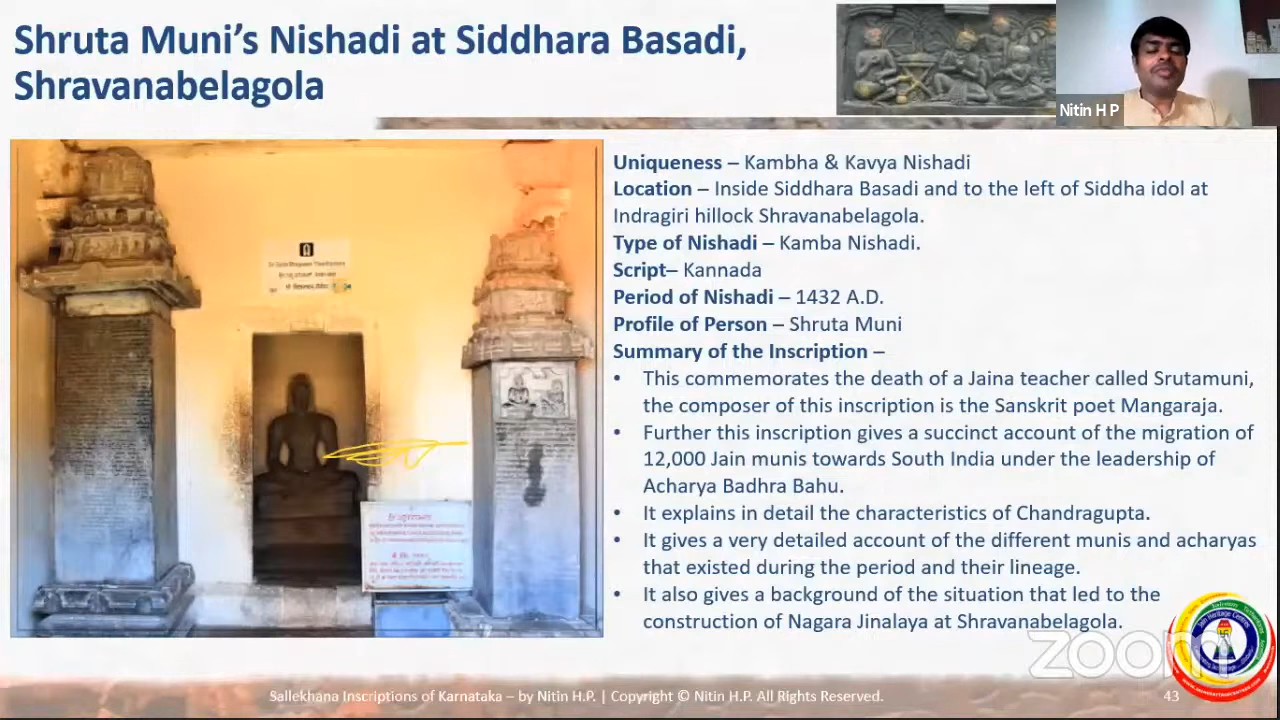 Shruta Muni's Nishadi at Siddhara Basadi,
Shravanabelagola
Nitin H P
Uniqueness – Kambha & Kavya Nishadi
Location – Inside Siddhara Basadi and to the left of Siddha idol at
Indragiri hillock Shravanabelagola.
Type of Nishadi – Kamba Nishadi.
Script– Kannada
Period of Nishadi – 1432 A.D.
Profile of Person – Shruta Muni
Summary of the Inscription –
• This commemorates the death of a Jaina teacher called Srutamuni,
the composer of this inscription is the Sanskrit poet Mangaraja.
• Further this inscription gives a succinct account of the migration of
12,000 Jain munis towards South India under the leadership of
Acharya Badhra Bahu.
• It explains in detail the characteristics of Chandragupta.
• It gives a very detailed account of the different munis and acharyas
that existed during the period and their lineage.
• It also gives a background of the situation that led to the
construction of Nagara Jinalaya at Shravanabelagola.
zoom
Sallekhana Inscriptions of Karnataka – by Nitin H.P. | Copyright © Nitin H.P. All Rights Reserved.
43